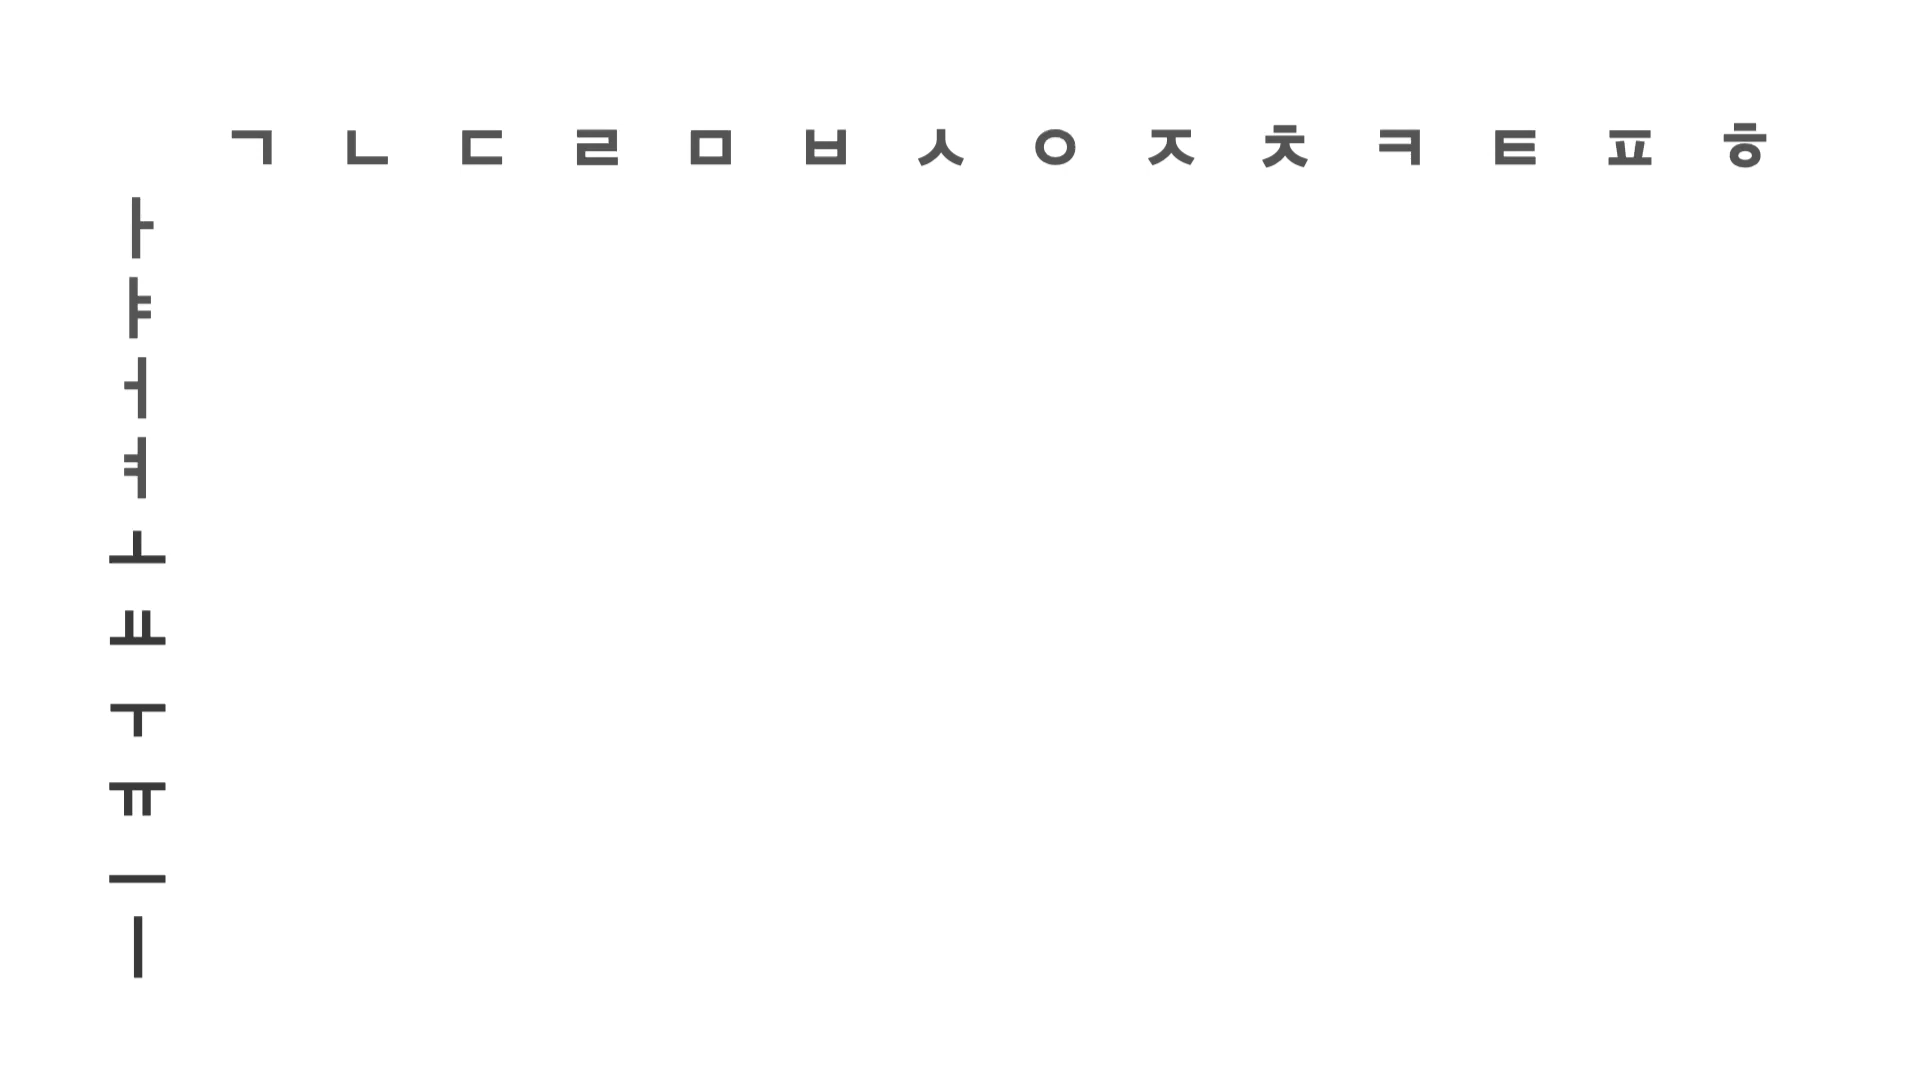 ㄱ ㄴ ㄷ ㄹ ㅁ ㅂ ㅅ ㅇ ㅈ ㅊ ㅋ ㅌ ㅍ ㅎ
ㅏ
ㅑ
ㅓ
ㅕ
ㅗ
ㅛ
ㅜ
ㅠ
ㅡ
ㅣ